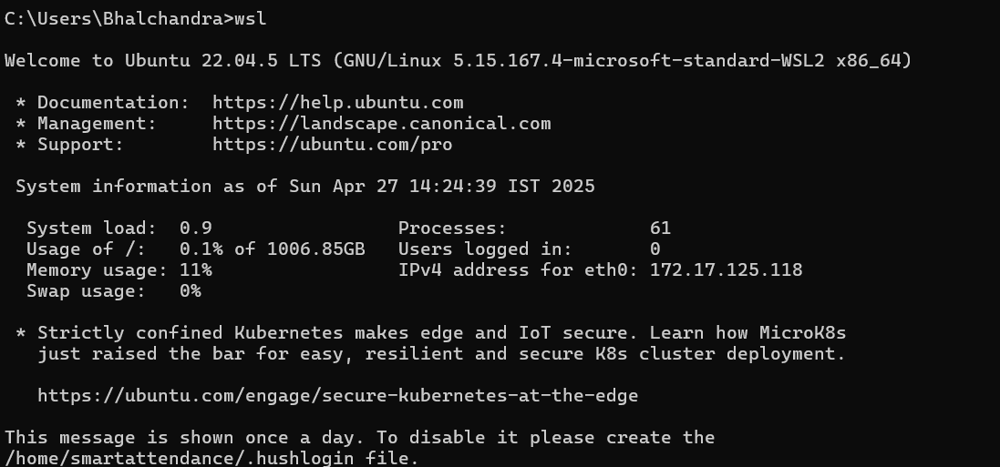 C:\Users\Bhalchandra>wsl
Welcome to Ubuntu 22.04.5 LTS (GNU/Linux 5.15.167.4-microsoft-standard-WSL2 x86_64)
* Documentation:  https://help.ubuntu.com
* Management:     https://landscape.canonical.com
* Support:        https://ubuntu.com/pro
System information as of Sun Apr 27 14:24:39 IST 2025
System load:  0.9                 Processes:             61
Usage of /:   0.1% of 1006.85GB   Users logged in:       0
Memory usage: 11%                 IPv4 address for eth0: 172.17.125.118
Swap usage:   0%
* Strictly confined Kubernetes makes edge and IoT secure. Learn how MicroK8s
just raised the bar for easy, resilient and secure K8s cluster deployment.
https://ubuntu.com/engage/secure-kubernetes-at-the-edge
This message is shown once a day. To disable it please create the
/home/smartattendance/.hushlogin file.